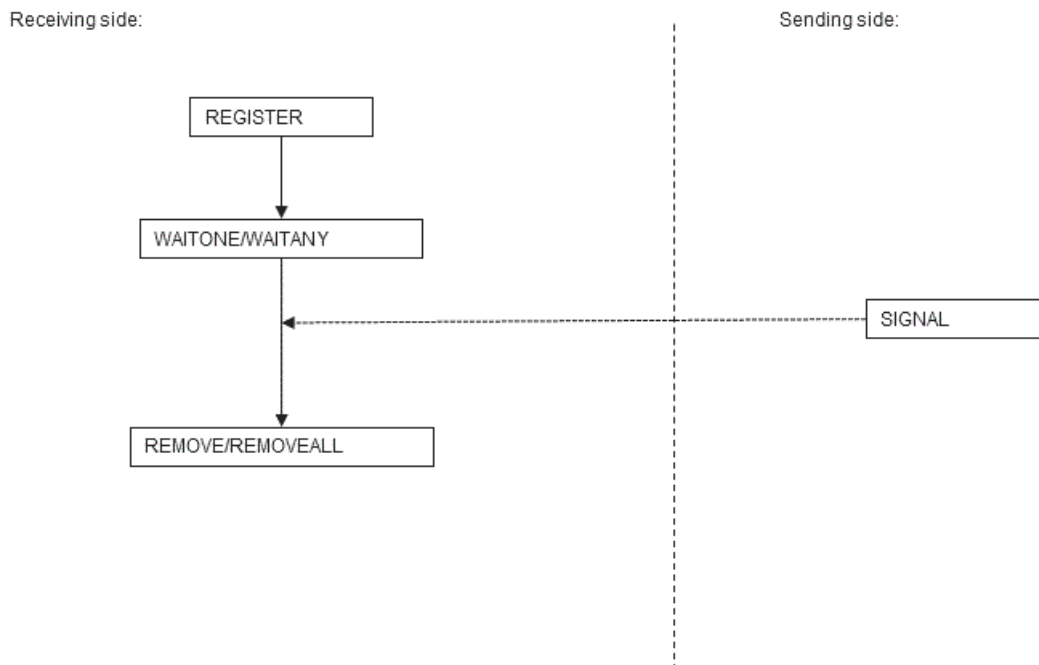 Receiving side:
Sending side:
REGISTER
WAITONE/WAITANY
SIGNAL
REMOVE/REMOVEALL